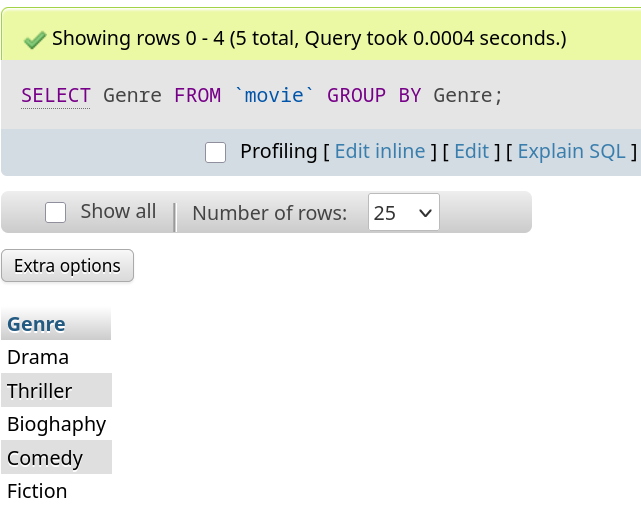 Showing rows 0 - 4 (5 total, Query took 0.0004 seconds.)
SELECT Genre FROM `movie` GROUP BY Genre;
Profiling [ Edit inline ] [ Edit ] [ Explain SQL ]
Show all | Number of rows: 25
Extra options
Genre
Drama
Thriller
Bioghaphy
Comedy
Fiction